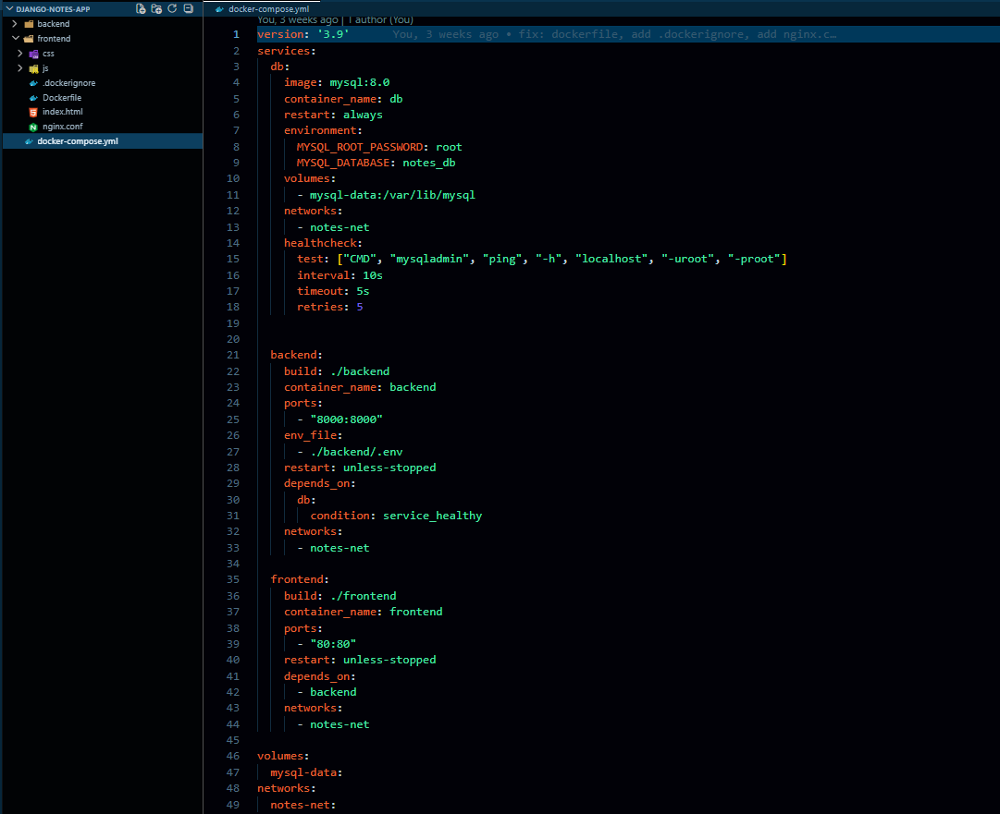 DJANGO-NOTES-APP
backend
frontend
css
js
.dockerignore
Dockerfile
index.html
nginx.conf
docker-compose.yml
docker-compose.yml
You, 3 weeks ago | 1 author (You)
1 version: '3.9' You, 3 weeks ago • fix: dockerfile, add .dockerignore, add nginx.c…
2 services:
3   db:
4     image: mysql:8.0
5     container_name: db
6     restart: always
7     environment:
8       MYSQL_ROOT_PASSWORD: root
9       MYSQL_DATABASE: notes_db
10     volumes:
11       - mysql-data:/var/lib/mysql
12     networks:
13       - notes-net
14     healthcheck:
15       test: ["CMD", "mysqladmin", "ping", "-h", "localhost", "-uroot", "-proot"]
16       interval: 10s
17       timeout: 5s
18       retries: 5
19
20
21   backend:
22     build: ./backend
23     container_name: backend
24     ports:
25       - "8000:8000"
26     env_file:
27       - ./backend/.env
28     restart: unless-stopped
29     depends_on:
30       db:
31         condition: service_healthy
32     networks:
33       - notes-net
34
35   frontend:
36     build: ./frontend
37     container_name: frontend
38     ports:
39       - "80:80"
40     restart: unless-stopped
41     depends_on:
42       - backend
43     networks:
44       - notes-net
45
46 volumes:
47   mysql-data:
48 networks:
49   notes-net: